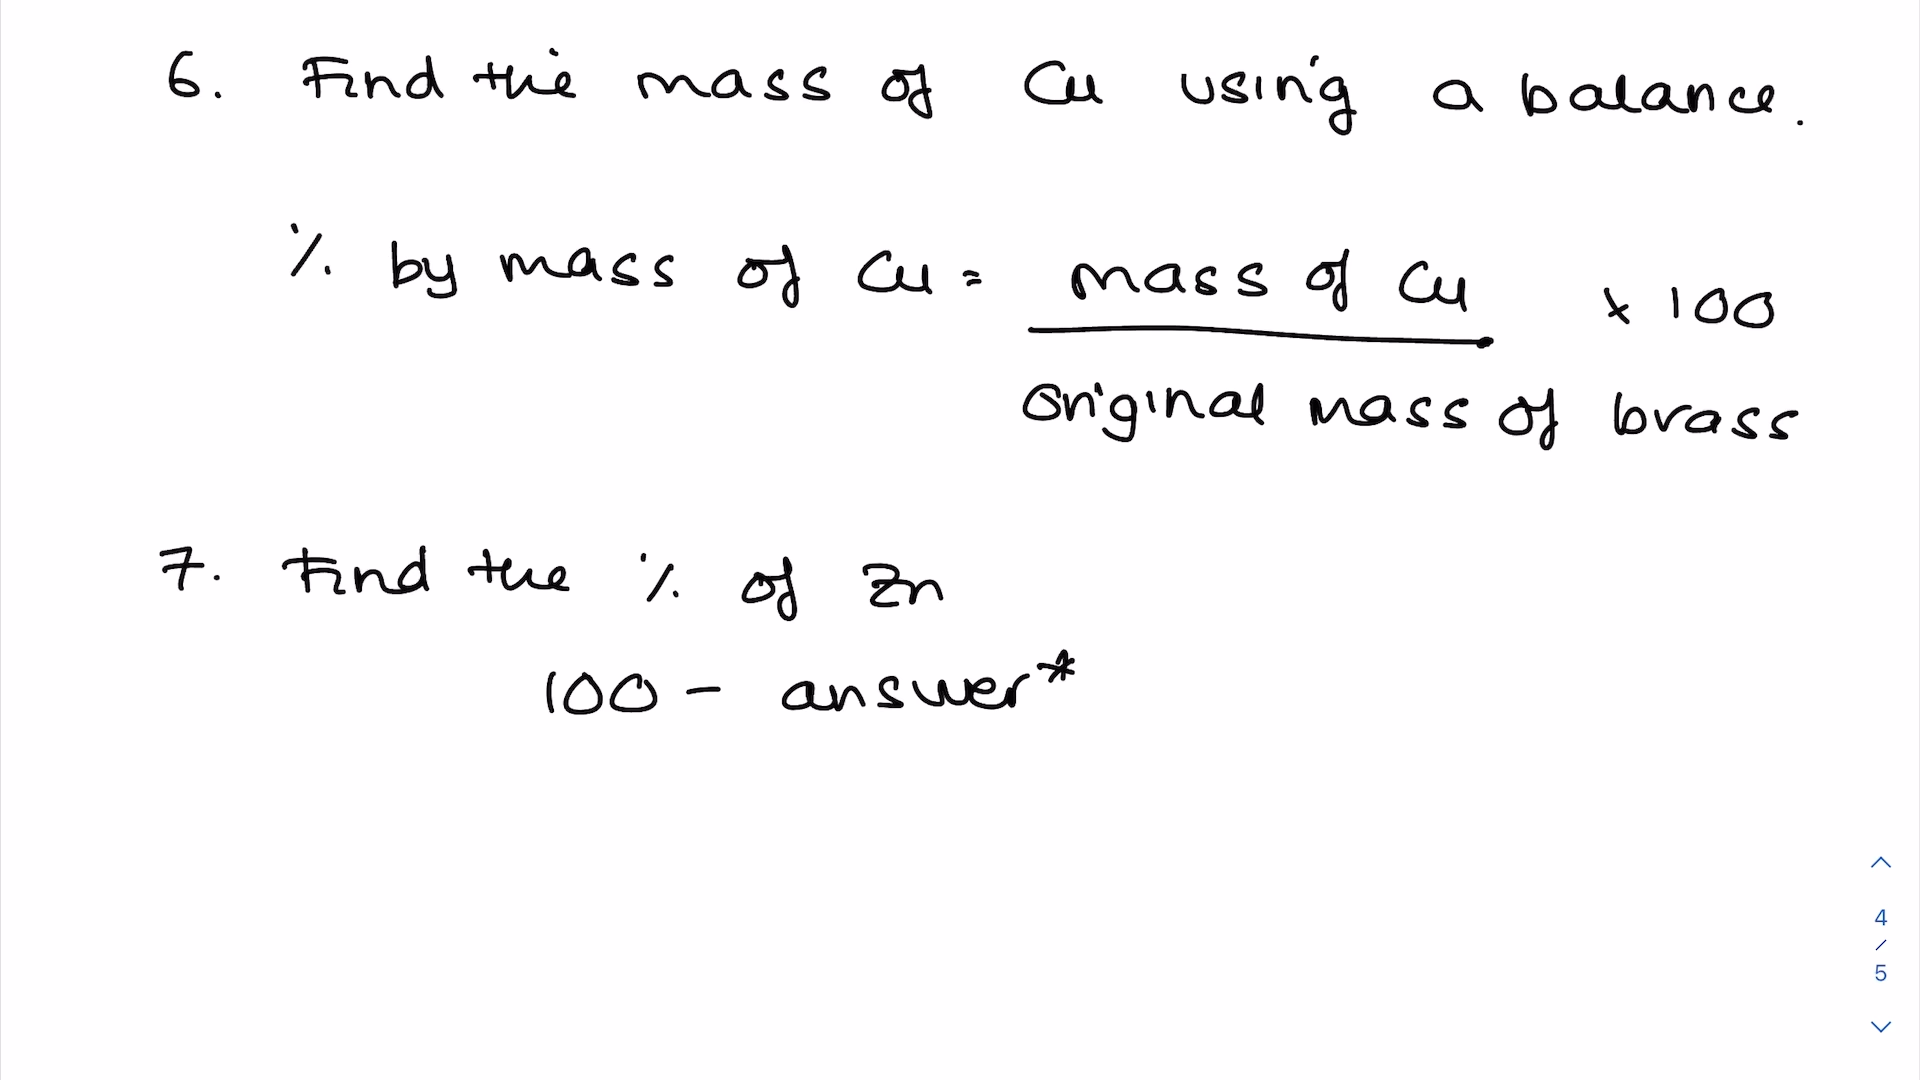 6. Find the mass of Cu using a balance.
% by mass of Cu = mass of Cu × 100
original mass of brass
7. Find the % of Zn
100 - answer*
4
/
5